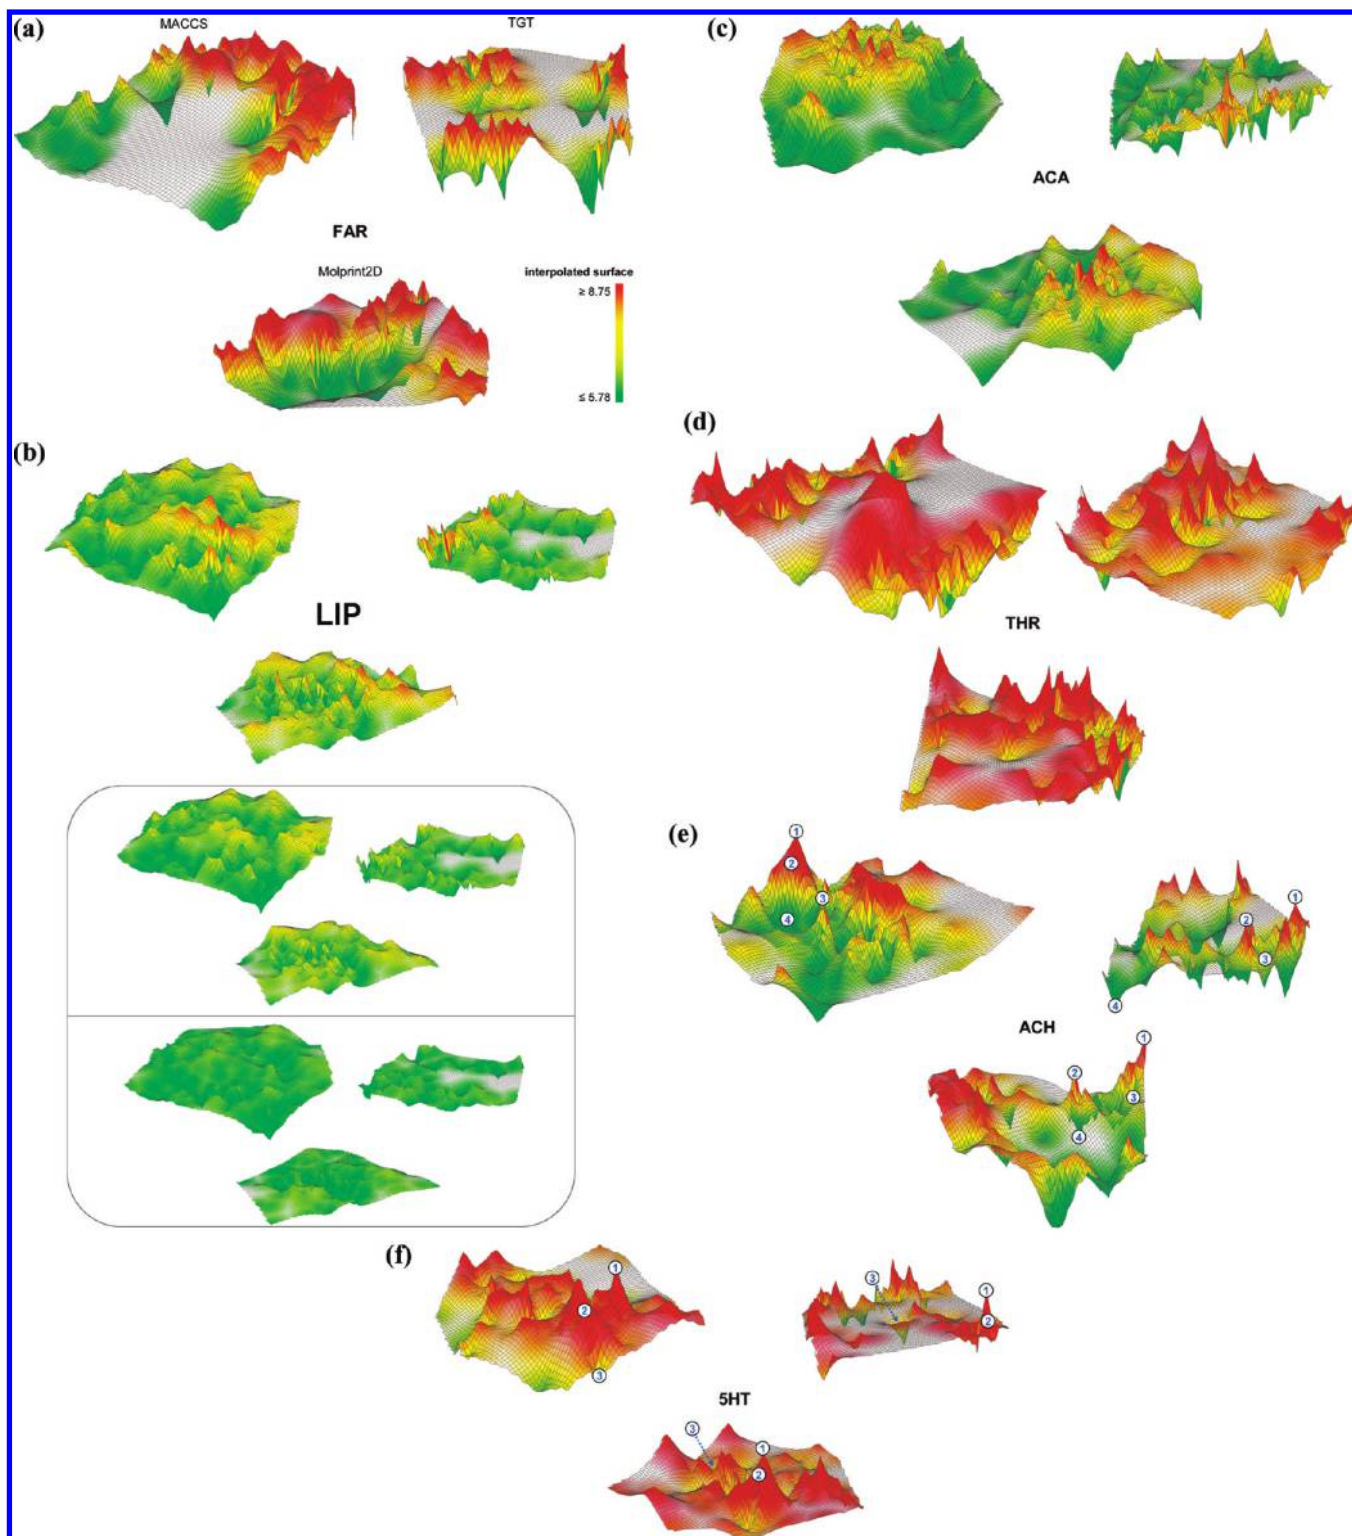 (a)
MACCS
TGT
FAR
Molprint2D
interpolated surface
≥ 8.75
≤ 5.78
(b)
LIP
(c)
ACA
(d)
THR
(e)
1
2
3
4
1
2
3
4
ACH
1
2
3
4
(f)
1
2
3
3
1
2
5HT
3
1
2